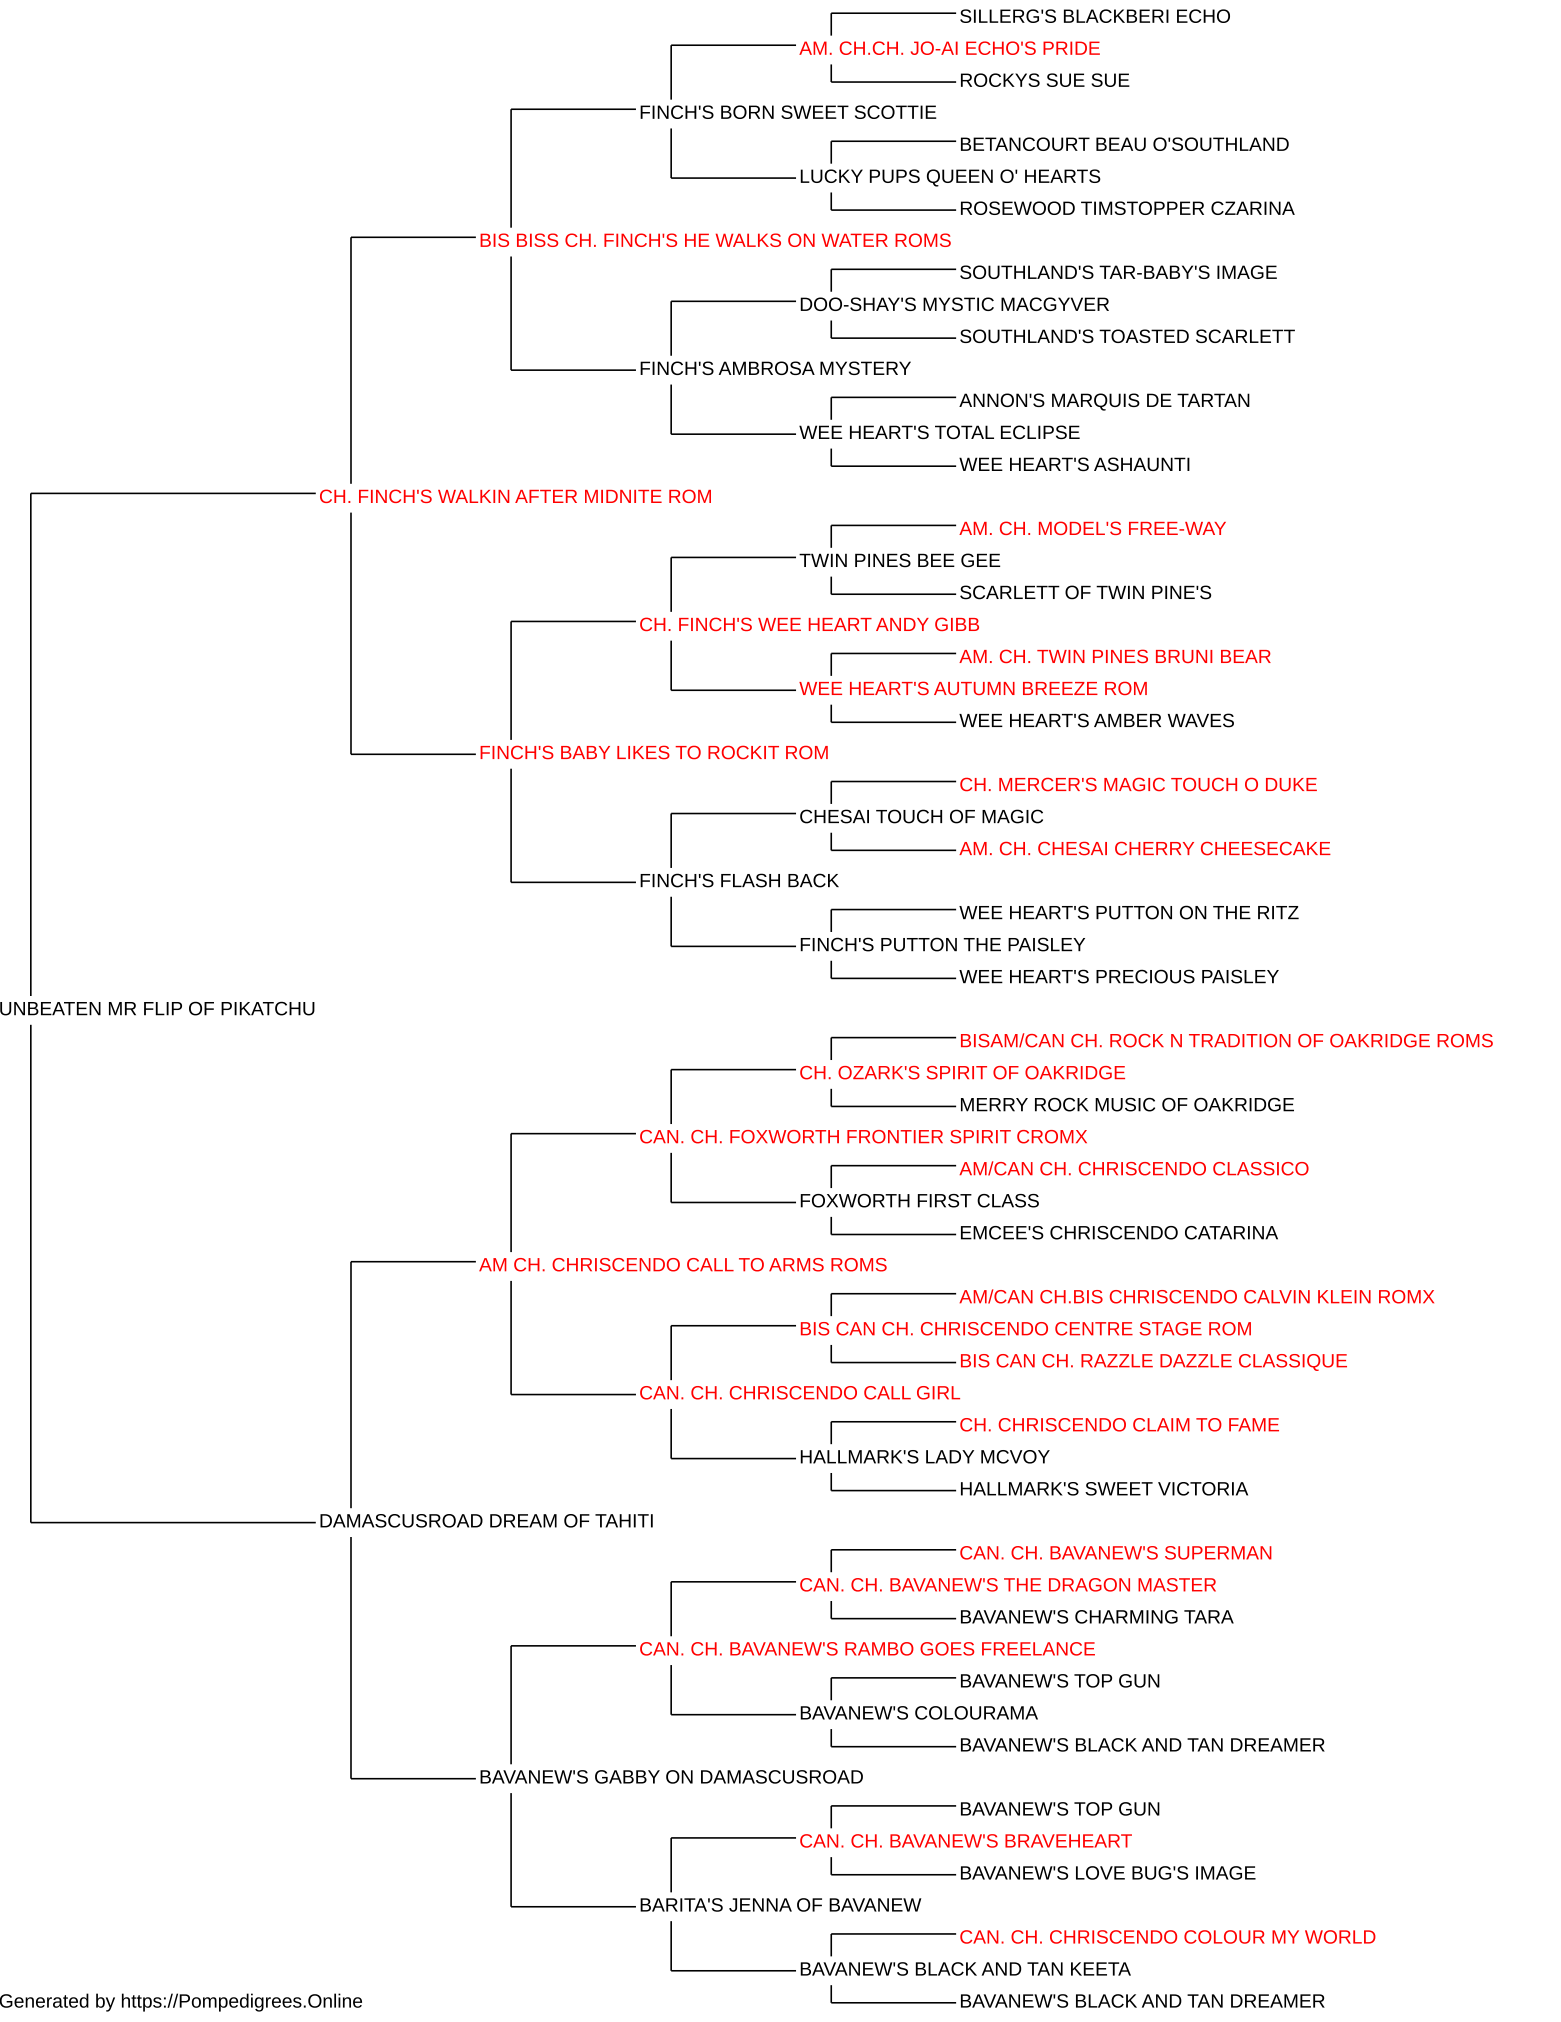 SILLERG'S BLACKBERI ECHO
AM. CH.CH. JO-AI ECHO'S PRIDE
ROCKYS SUE SUE
FINCH'S BORN SWEET SCOTTIE
BETANCOURT BEAU O'SOUTHLAND
LUCKY PUPS QUEEN O' HEARTS
ROSEWOOD TIMSTOPPER CZARINA
BIS BISS CH. FINCH'S HE WALKS ON WATER ROMS
SOUTHLAND'S TAR-BABY'S IMAGE
DOO-SHAY'S MYSTIC MACGYVER
SOUTHLAND'S TOASTED SCARLETT
FINCH'S AMBROSA MYSTERY
ANNON'S MARQUIS DE TARTAN
WEE HEART'S TOTAL ECLIPSE
WEE HEART'S ASHAUNTI
CH. FINCH'S WALKIN AFTER MIDNITE ROM
AM. CH. MODEL'S FREE-WAY
TWIN PINES BEE GEE
SCARLETT OF TWIN PINE'S
CH. FINCH'S WEE HEART ANDY GIBB
AM. CH. TWIN PINES BRUNI BEAR
WEE HEART'S AUTUMN BREEZE ROM
WEE HEART'S AMBER WAVES
FINCH'S BABY LIKES TO ROCKIT ROM
CH. MERCER'S MAGIC TOUCH O DUKE
CHESAI TOUCH OF MAGIC
AM. CH. CHESAI CHERRY CHEESECAKE
FINCH'S FLASH BACK
WEE HEART'S PUTTON ON THE RITZ
FINCH'S PUTTON THE PAISLEY
WEE HEART'S PRECIOUS PAISLEY
UNBEATEN MR FLIP OF PIKATCHU
BISAM/CAN CH. ROCK N TRADITION OF OAKRIDGE ROMS
CH. OZARK'S SPIRIT OF OAKRIDGE
MERRY ROCK MUSIC OF OAKRIDGE
CAN. CH. FOXWORTH FRONTIER SPIRIT CROMX
AM/CAN CH. CHRISCENDO CLASSICO
FOXWORTH FIRST CLASS
EMCEE'S CHRISCENDO CATARINA
AM CH. CHRISCENDO CALL TO ARMS ROMS
AM/CAN CH.BIS CHRISCENDO CALVIN KLEIN ROMX
BIS CAN CH. CHRISCENDO CENTRE STAGE ROM
BIS CAN CH. RAZZLE DAZZLE CLASSIQUE
CAN. CH. CHRISCENDO CALL GIRL
CH. CHRISCENDO CLAIM TO FAME
HALLMARK'S LADY MCVOY
HALLMARK'S SWEET VICTORIA
DAMASCUSROAD DREAM OF TAHITI
CAN. CH. BAVANEW'S SUPERMAN
CAN. CH. BAVANEW'S THE DRAGON MASTER
BAVANEW'S CHARMING TARA
CAN. CH. BAVANEW'S RAMBO GOES FREELANCE
BAVANEW'S TOP GUN
BAVANEW'S COLOURAMA
BAVANEW'S BLACK AND TAN DREAMER
BAVANEW'S GABBY ON DAMASCUSROAD
BAVANEW'S TOP GUN
CAN. CH. BAVANEW'S BRAVEHEART
BAVANEW'S LOVE BUG'S IMAGE
BARITA'S JENNA OF BAVANEW
CAN. CH. CHRISCENDO COLOUR MY WORLD
BAVANEW'S BLACK AND TAN KEETA
BAVANEW'S BLACK AND TAN DREAMER
Generated by https://Pompedigrees.Online